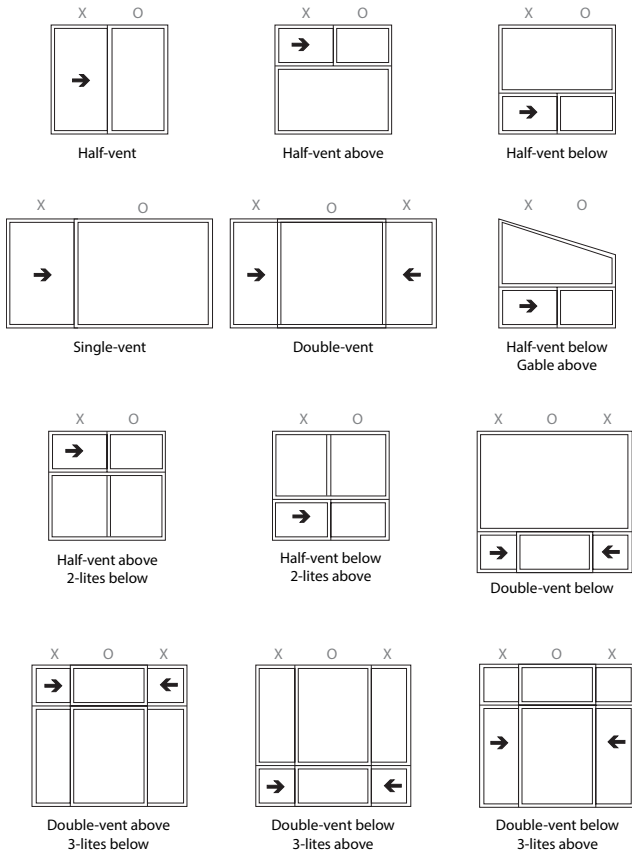 X O
X O
X O
Half-vent
Half-vent above
Half-vent below
X O
X O X
X O
Single-vent
Double-vent
Half-vent below
Gable above
X O
X O
X O X
Half-vent above
2-lites below
Half-vent below
2-lites above
Double-vent below
X O X
X O X
X O X
Double-vent above
3-lites below
Double-vent below
3-lites above
Double-vent below
3-lites above